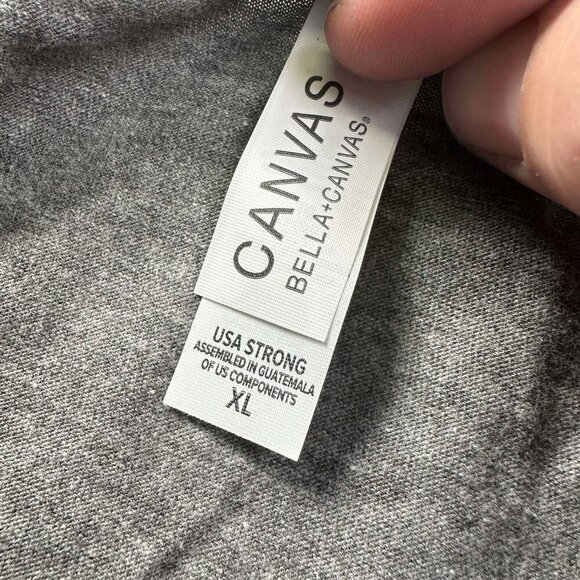 CANVAS
BELLA+CANVAS®
USA STRONG
ASSEMBLED IN GUATEMALA
OF US COMPONENTS
XL